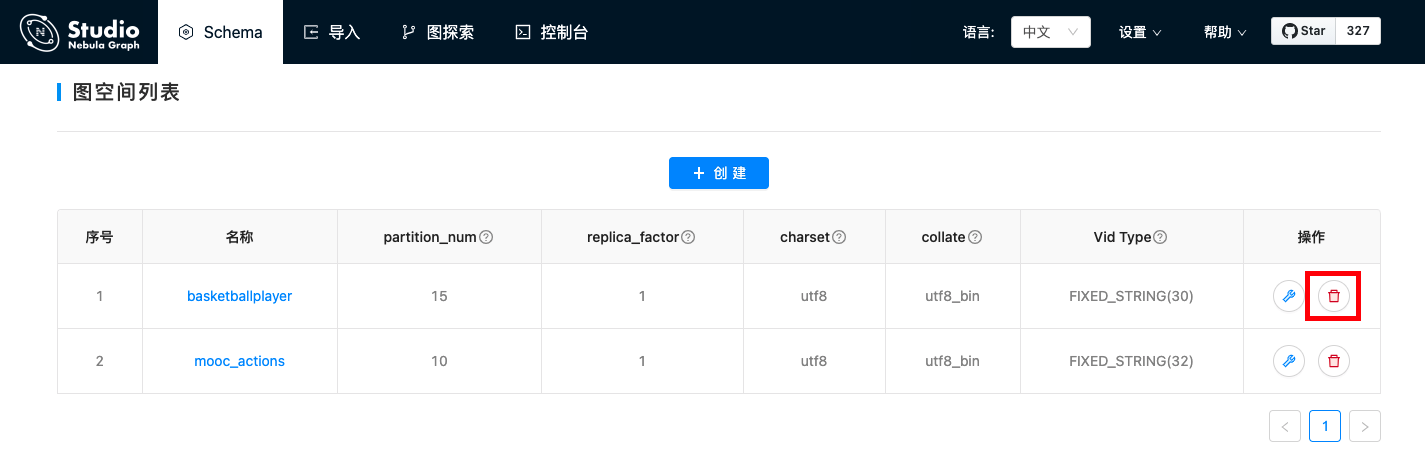 Studio
Nebula Graph
Schema 导入 图探索 控制台 语言: 中文 设置 帮助 Star 327
图空间列表
创建
序号 名称 partition_num replica_factor charset collate Vid Type 操作
1 basketballplayer 15 1 utf8 utf8_bin FIXED_STRING(30)
2 mooc_actions 10 1 utf8 utf8_bin FIXED_STRING(32)
1